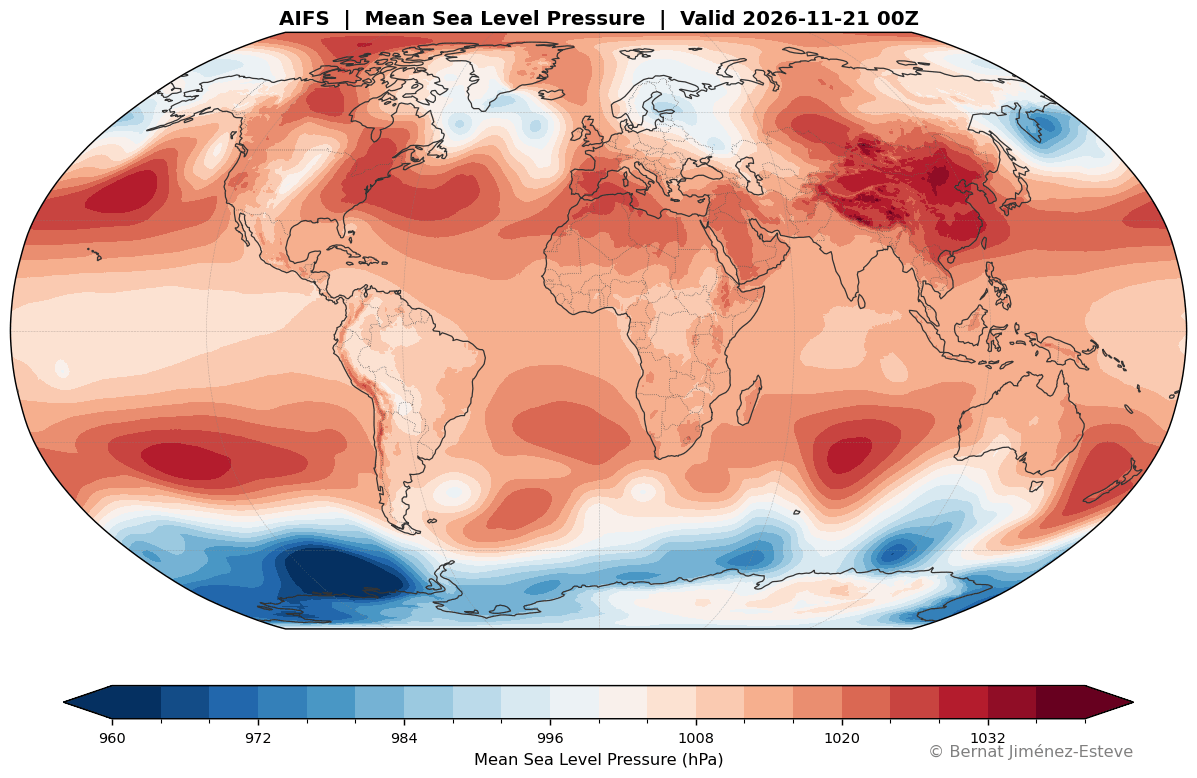 AIFS | Mean Sea Level Pressure | Valid 2026-11-21 00Z
960 972 984 996 1008 1020 1032
Mean Sea Level Pressure (hPa)
© Bernat Jiménez-Esteve